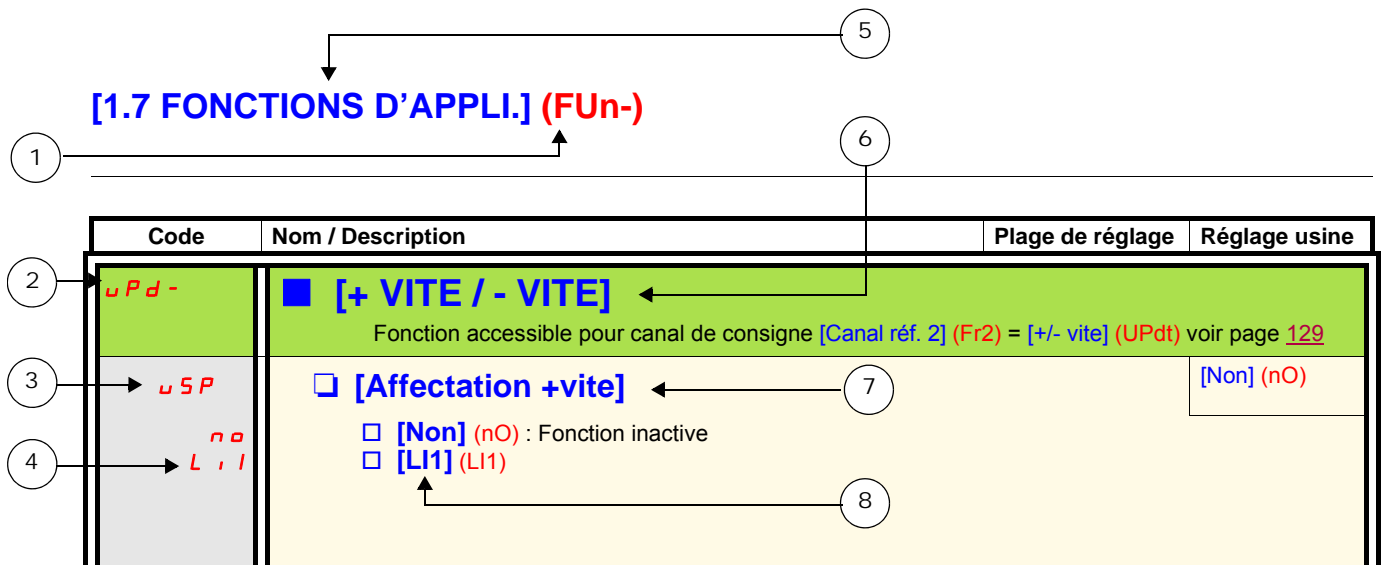 5
[1.7 FONCTIONS D'APPLI.] (FUn-)
6
1
Code Nom / Description Plage de réglage Réglage usine
2 uPd- [+ VITE / - VITE]
Fonction accessible pour canal de consigne [Canal réf. 2] (Fr2) = [+/- vite] (UPdt) voir page 129
3 uSP [Affectation +vite] 7 [Non] (nO)
no [Non] (nO) : Fonction inactive
4 LiI [LI1] (LI1)
8